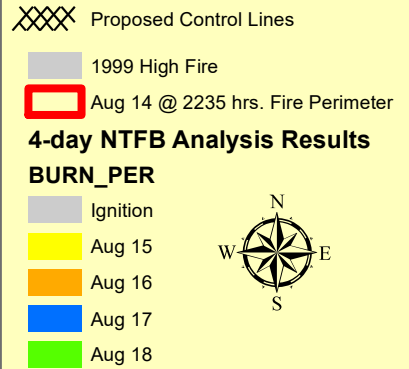 Proposed Control Lines
1999 High Fire
Aug 14 @ 2235 hrs. Fire Perimeter
4-day NTFB Analysis Results
BURN_PER
Ignition
Aug 15
Aug 16
Aug 17
Aug 18
N
W E
S